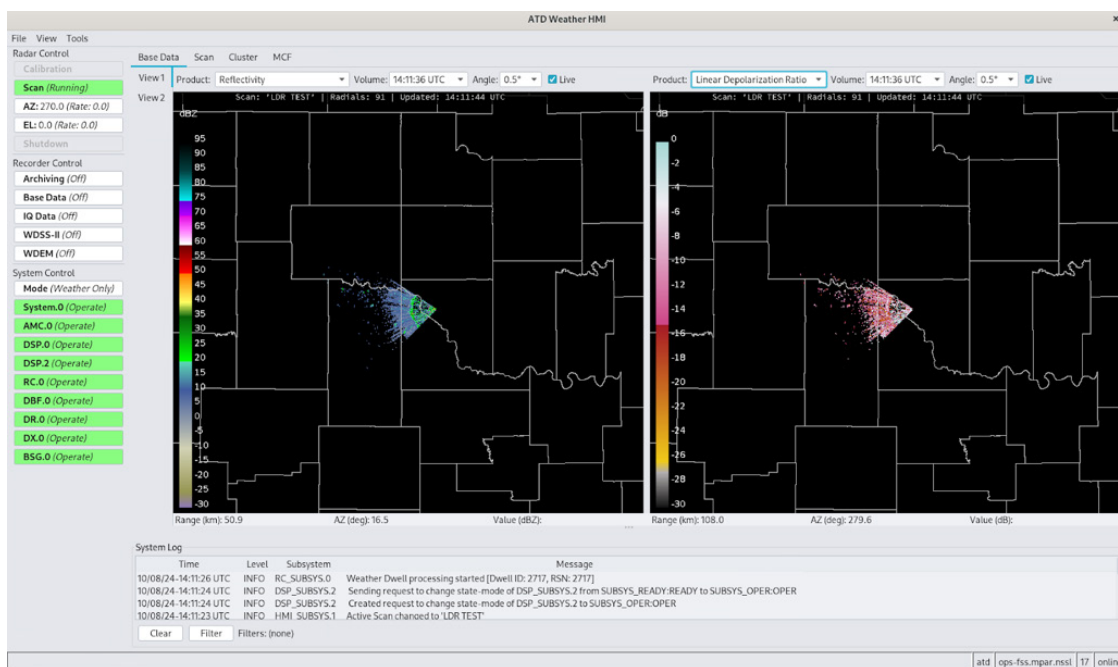 ATD Weather HMI
File View Tools
Radar Control
Calibration
Scan (Running)
AZ: 270.0 (Rate: 0.0)
EL: 0.0 (Rate: 0.0)
Shutdown
Recorder Control
Archiving (Off)
Base Data (Off)
IQ Data (Off)
WDSS-II (Off)
WDEM (Off)
System Control
Mode (Weather Only)
System.0 (Operate)
AMC.0 (Operate)
DSP.0 (Operate)
DSP.2 (Operate)
RC.0 (Operate)
DBF.0 (Operate)
DR.0 (Operate)
DX.0 (Operate)
BSG.0 (Operate)
Base Data Scan Cluster MCF
View 1
View 2
Product: Reflectivity Volume: 14:11:36 UTC Angle: 0.5° Live
Scan: 'LDR TEST' | Radials: 91 | Updated: 14:11:44 UTC
dBZ
95
90
85
80
75
70
65
60
55
50
45
40
35
30
25
20
15
10
5
0
-5
-10
-15
-20
-25
-30
Range (km): 50.9 AZ (deg): 16.5 Value (dBZ):
Product: Linear Depolarization Ratio Volume: 14:11:36 UTC Angle: 0.5° Live
Scan: 'LDR TEST' | Radials: 91 | Updated: 14:11:44 UTC
dB
0
-2
-4
-6
-8
-10
-12
-14
-16
-18
-20
-22
-24
-26
-28
-30
Range (km): 108.0 AZ (deg): 279.6 Value (dB):
System Log
Time Level Subsystem Message
10/08/24-14:11:26 UTC INFO RC_SUBSYS.0 Weather Dwell processing started [Dwell ID: 2717, RSN: 2717]
10/08/24-14:11:24 UTC INFO DSP_SUBSYS.2 Sending request to change state-mode of DSP_SUBSYS.2 from SUBSYS_READY:READY to SUBSYS_OPER:OPER
10/08/24-14:11:24 UTC INFO DSP_SUBSYS.2 Created request to change state-mode of DSP_SUBSYS.2 to SUBSYS_OPER:OPER
10/08/24-14:11:23 UTC INFO HMI_SUBSYS.1 Active Scan changed to 'LDR TEST'
Clear Filter Filters: (none)
atd ops-fss.mpar.nssl 17 online